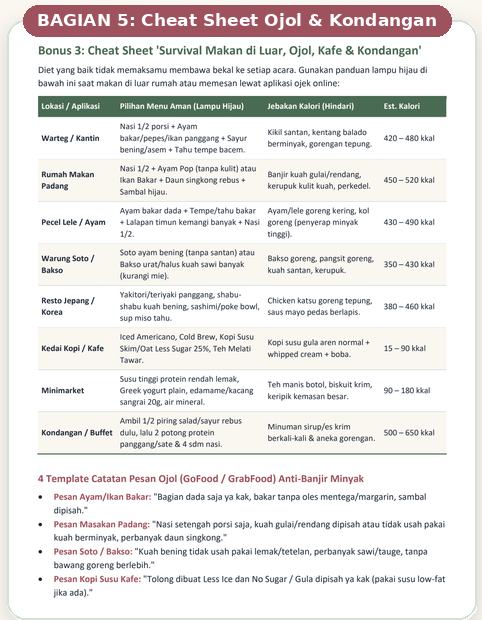 BAGIAN 5: Cheat Sheet Ojol & Kondangan
Bonus 3: Cheat Sheet 'Survival Makan di Luar, Ojol, Kafe & Kondangan'
Diet yang baik tidak memaksamu membawa bekal ke setiap acara. Gunakan panduan lampu hijau di
bawah ini saat makan di luar rumah atau memesan lewat aplikasi ojek online:
Lokasi / Aplikasi Pilihan Menu Aman (Lampu Hijau) Jebakan Kalori (Hindari) Est. Kalori
Warteg / Kantin
Nasi 1/2 porsi + Ayam
bakar/pepes/ikan panggang + Sayur
bening/asem + Tahu tempe bacem.
Kikil santan, kentang balado
berminyak, gorengan tepung.
420 – 480 kkal
Rumah Makan
Padang
Nasi 1/2 + Ayam Pop (tanpa kulit) atau
Ikan Bakar + Daun singkong rebus +
Sambal hijau.
Banjir kuah gulai/rendang,
kerupuk kulit kuah, perkedel.
450 – 520 kkal
Pecel Lele / Ayam
Ayam bakar dada + Tempe/tahu bakar
+ Lalapan timun kemangi banyak + Nasi
1/2.
Ayam/lele goreng kering, kol
goreng (penyerap minyak
tinggi).
430 – 490 kkal
Warung Soto /
Bakso
Soto ayam bening (tanpa santan) atau
Bakso urat/halus kuah sawi banyak
(kurangi mie).
Bakso goreng, pangsit goreng,
kuah santan, kerupuk.
350 – 430 kkal
Resto Jepang /
Korea
Yakitori/teriyaki panggang, shabu-
shabu kuah bening, sashimi/poke bowl,
sup miso tahu.
Chicken katsu goreng tepung,
saus mayo pedas berlapis.
380 – 460 kkal
Kedai Kopi / Kafe
Iced Americano, Cold Brew, Kopi Susu
Skim/Oat Less Sugar 25%, Teh Melati
Tawar.
Kopi susu gula aren normal +
whipped cream + boba.
15 – 90 kkal
Minimarket
Susu tinggi protein rendah lemak,
Greek yogurt plain, edamame/kacang
sangrai 20g, air mineral.
Teh manis botol, biskuit krim,
keripik kemasan besar.
90 – 180 kkal
Kondangan / Buffet
Ambil 1/2 piring salad/sayur rebus
dulu, lalu 2 potong protein
panggang/sate & 4 sdm nasi.
Minuman sirup/es krim
berkali-kali & aneka gorengan.
500 – 650 kkal
4 Template Catatan Pesan Ojol (GoFood / GrabFood) Anti-Banjir Minyak
• Pesan Ayam/Ikan Bakar: "Bagian dada saja ya kak, bakar tanpa oles mentega/margarin, sambal
dipisah."
• Pesan Masakan Padang: "Nasi setengah porsi saja, kuah gulai/rendang dipisah atau tidak usah pakai
kuah berminyak, perbanyak daun singkong."
• Pesan Soto / Bakso: "Kuah bening tidak usah pakai lemak/tetelan, perbanyak sawi/tauge, tanpa
bawang goreng berlebih."
• Pesan Kopi Susu Kafe: "Tolong dibuat Less Ice dan No Sugar / Gula dipisah ya kak (pakai susu low-fat
jika ada)."